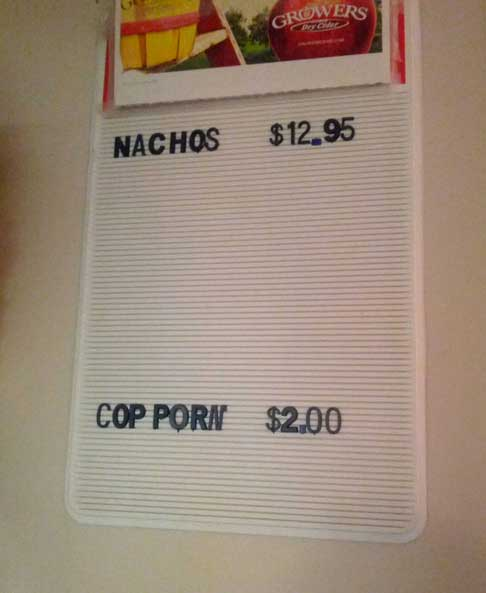 GROWERS
Dry Cider
NACHOS $12.95
COP PORN $2.00